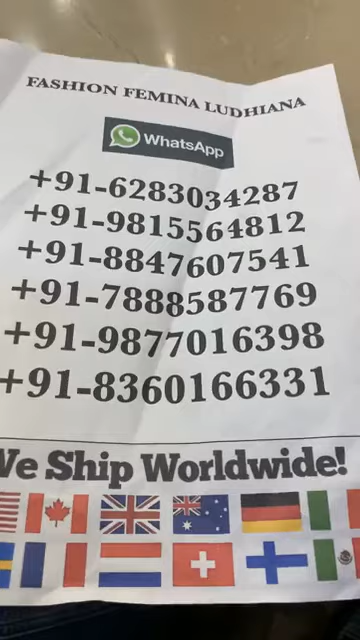 FASHION FEMINA LUDHIANA
WhatsApp
+91-6283034287
+91-9815564812
+91-8847607541
+91-7888587769
+91-9877016398
+91-8360166331
We Ship Worldwide!